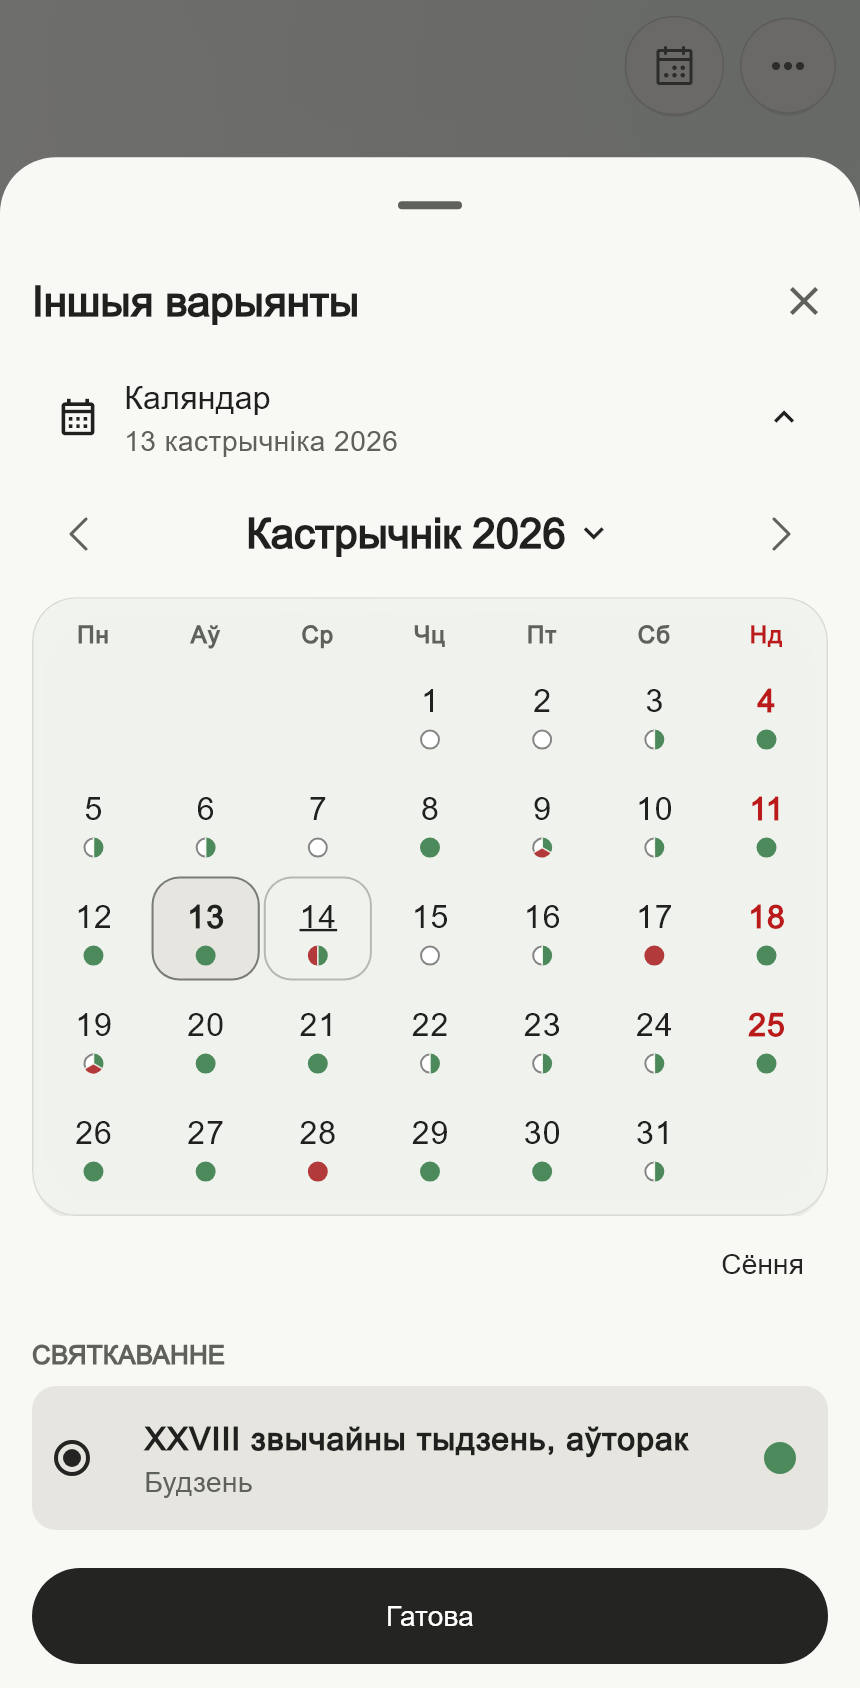 Іншыя варыянты
Каляндар
13 кастрычніка 2026
Кастрычнік 2026
Пн Аў Ср Чц Пт Сб Нд
1 2 3 4
5 6 7 8 9 10 11
12 13 14 15 16 17 18
19 20 21 22 23 24 25
26 27 28 29 30 31
Сёння
СВЯТКАВАННЕ
XXVIII звычайны тыдзень, аўторак
Будзень
Гатова